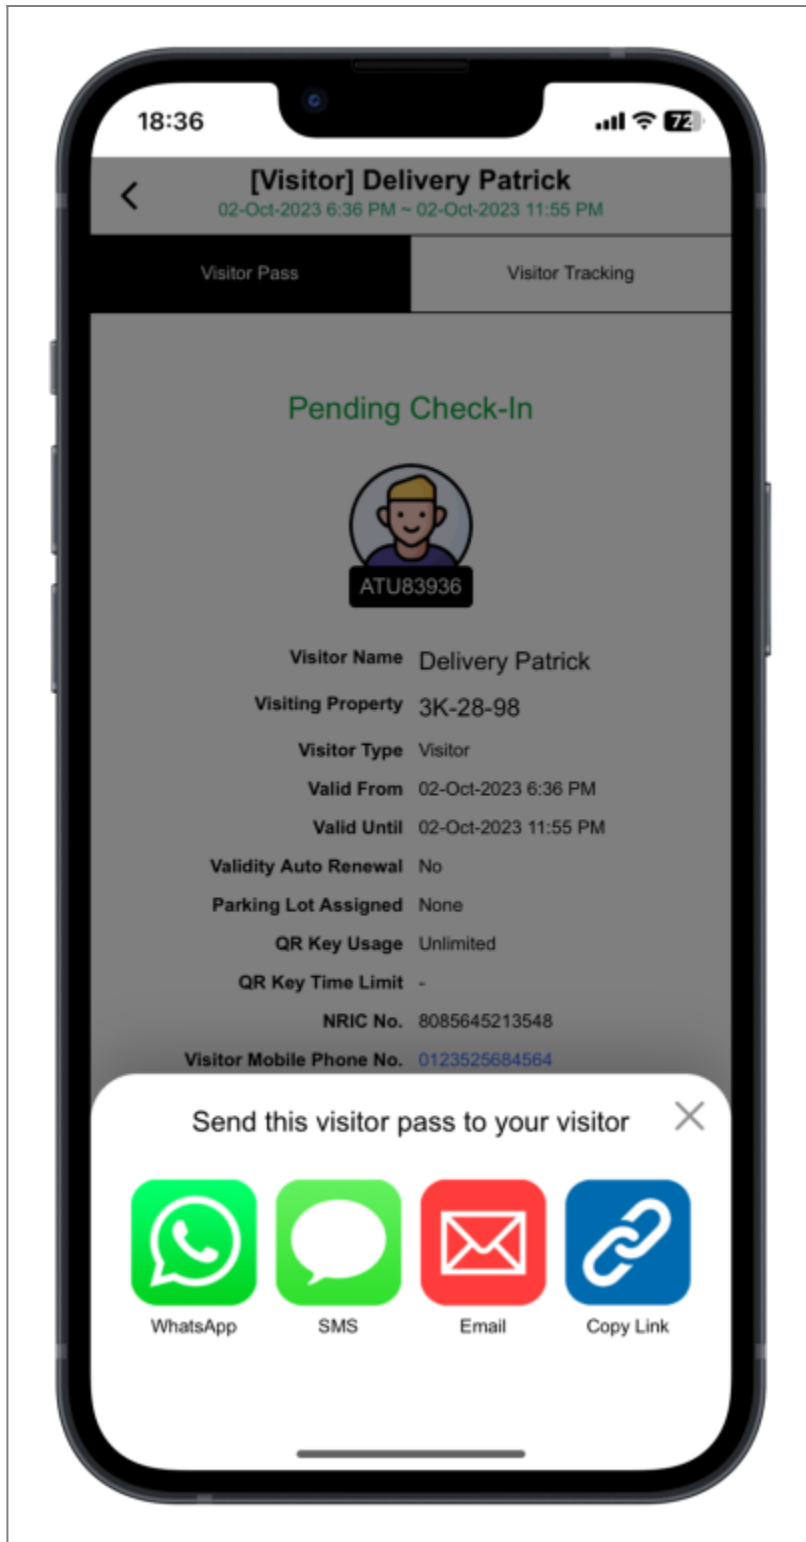 18:36
72
[Visitor] Delivery Patrick
02-Oct-2023 6:36 PM ~ 02-Oct-2023 11:55 PM
Visitor Pass Visitor Tracking
Pending Check-In
ATU83936
Visitor Name Delivery Patrick
Visiting Property 3K-28-98
Visitor Type Visitor
Valid From 02-Oct-2023 6:36 PM
Valid Until 02-Oct-2023 11:55 PM
Validity Auto Renewal No
Parking Lot Assigned None
QR Key Usage Unlimited
QR Key Time Limit -
NRIC No. 8085645213548
Visitor Mobile Phone No. 0123525684564
Send this visitor pass to your visitor
WhatsApp SMS Email Copy Link